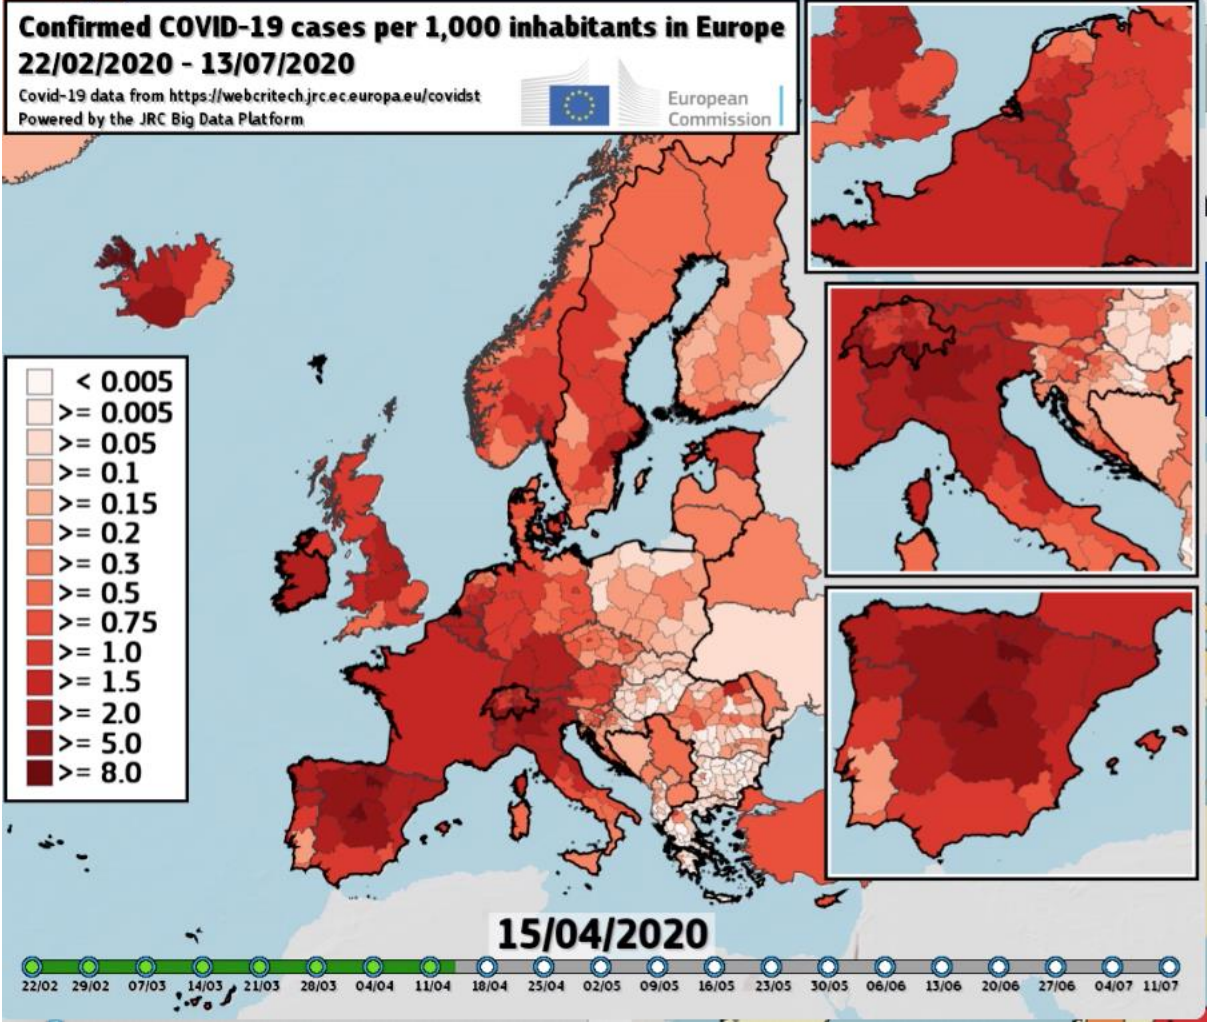 Confirmed COVID-19 cases per 1,000 inhabitants in Europe
22/02/2020 - 13/07/2020
Covid-19 data from https://webcritech.jrc.ec.europa.eu/covidst
Powered by the JRC Big Data Platform
European
Commission
< 0.005
>= 0.005
>= 0.05
>= 0.1
>= 0.15
>= 0.2
>= 0.3
>= 0.5
>= 0.75
>= 1.0
>= 1.5
>= 2.0
>= 5.0
>= 8.0
15/04/2020
22/02 29/02 07/03 14/03 21/03 28/03 04/04 11/04 18/04 25/04 02/05 09/05 16/05 23/05 30/05 06/06 13/06 20/06 27/06 04/07 11/07